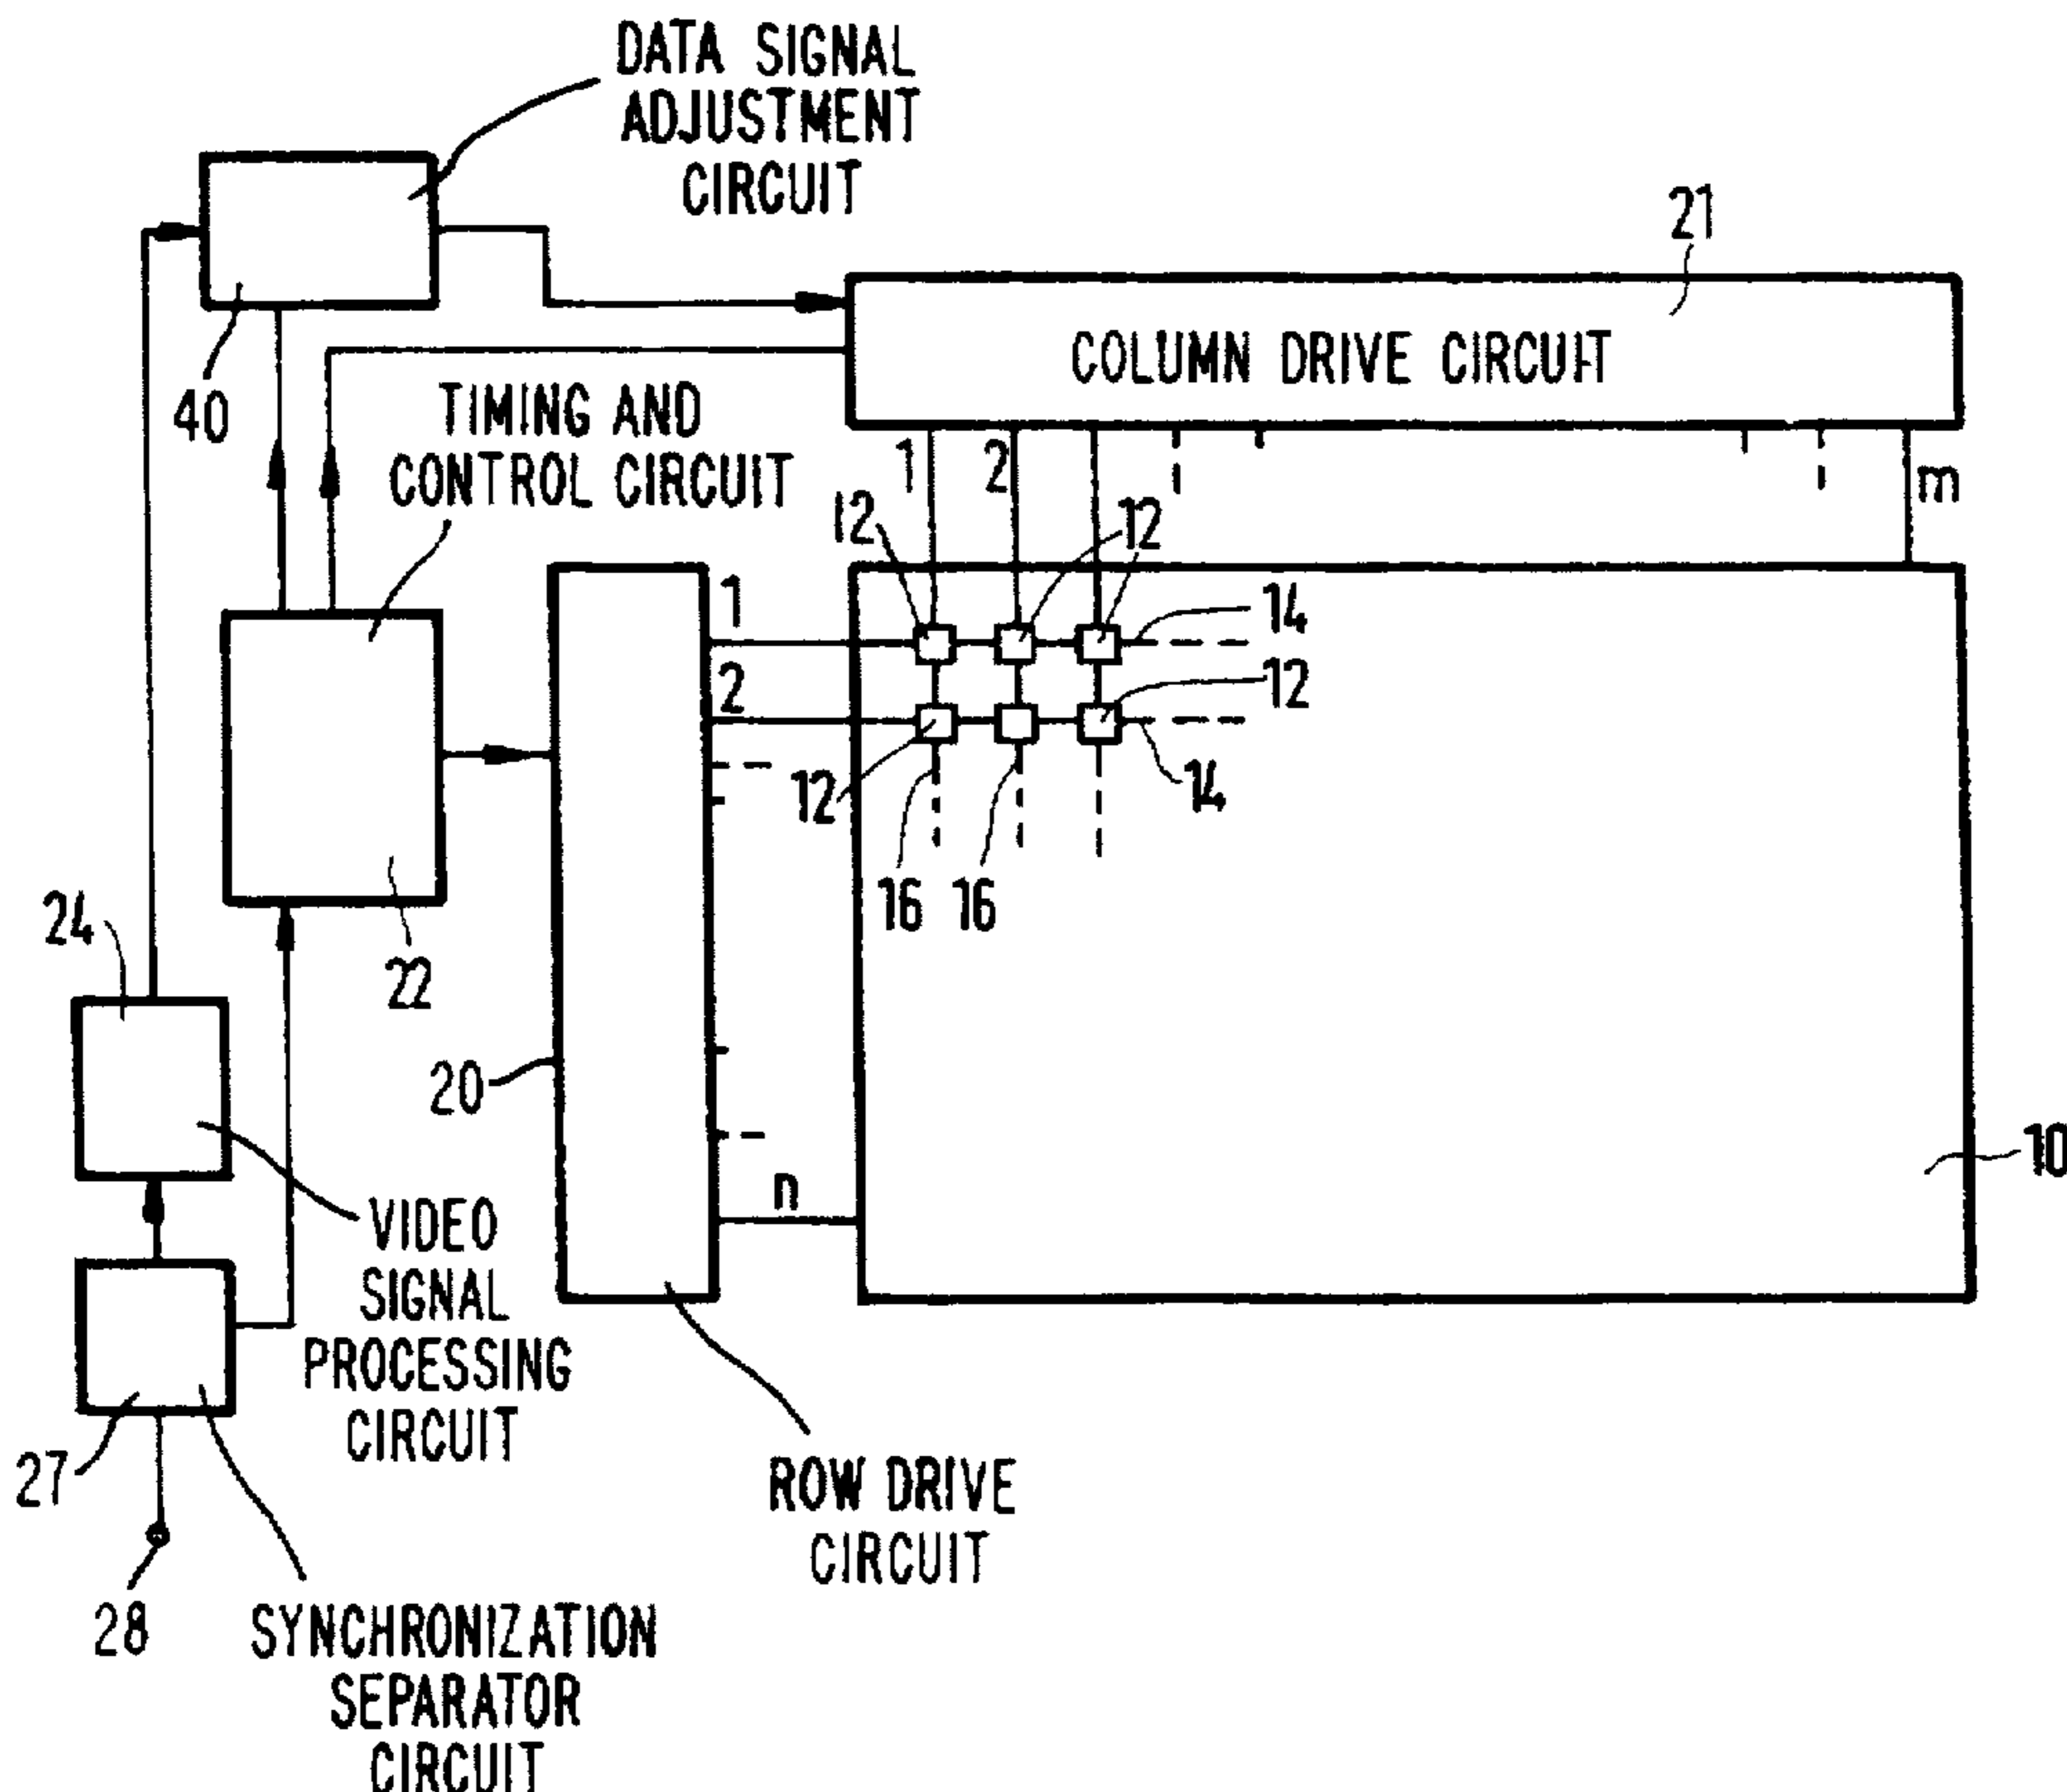 DATA SIGNAL
ADJUSTMENT
CIRCUIT
21
COLUMN DRIVE CIRCUIT
40
TIMING AND
CONTROL CIRCUIT
1
2
m
12
12
1
14
2
12
12
14
16
16
24
22
20
10
n
VIDEO
SIGNAL
PROCESSING
CIRCUIT
27
ROW DRIVE
CIRCUIT
28
SYNCHRONIZATION
SEPARATOR
CIRCUIT